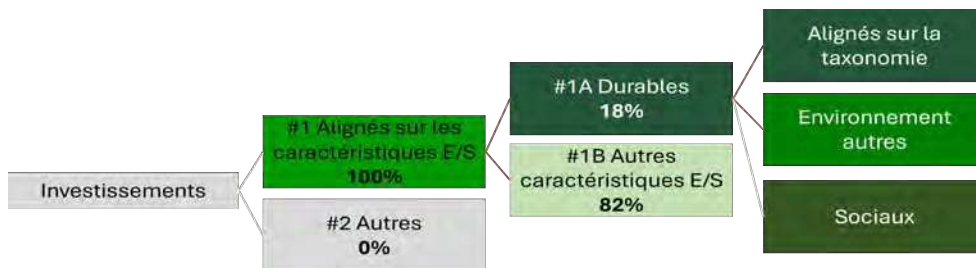 Investissements
#1 Alignés sur les
caractéristiques E/S
100%
#2 Autres
0%
#1A Durables
18%
#1B Autres
caractéristiques E/S
82%
Alignés sur la
taxonomie
Environnement
autres
Sociaux